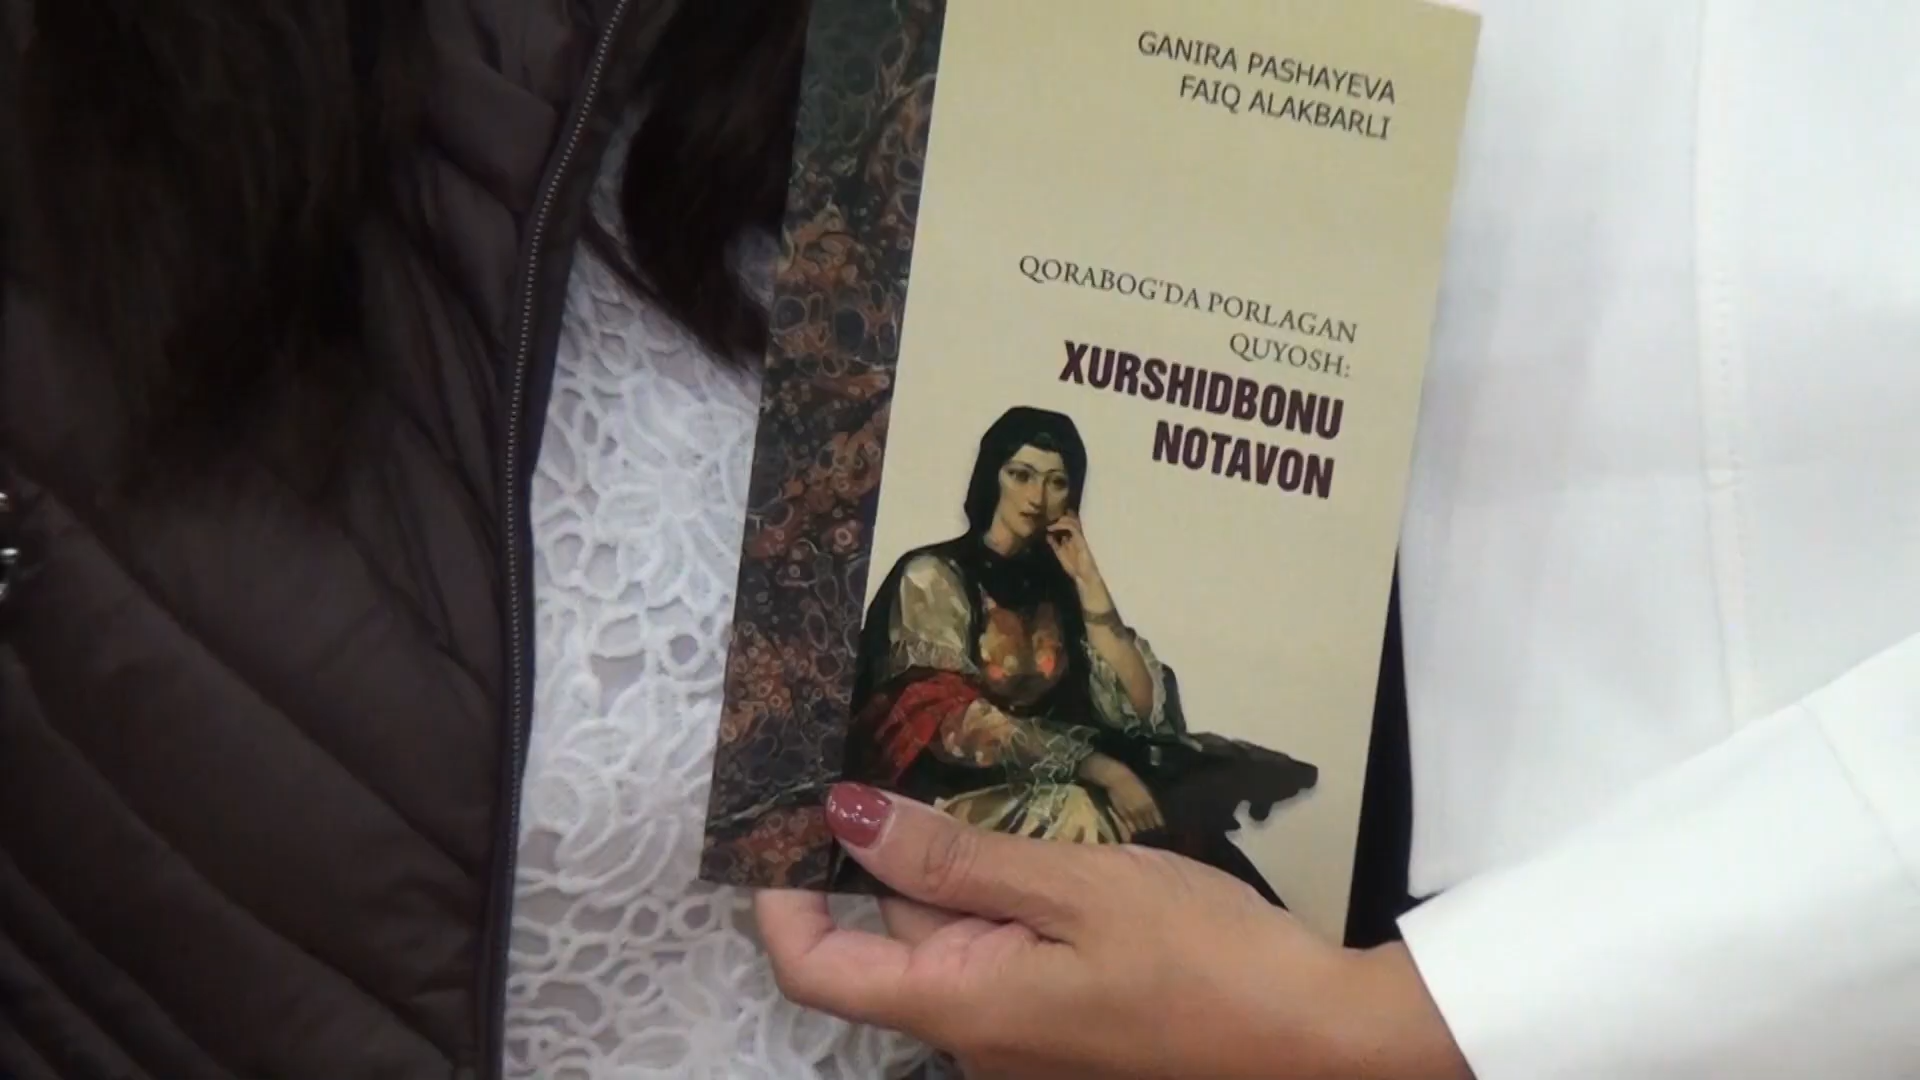 GANIRA PASHAYEVA
FAIQ ALAKBARLI
QORABOG'DA PORLAGAN
QUYOSH:
XURSHIDBONU
NOTAVON